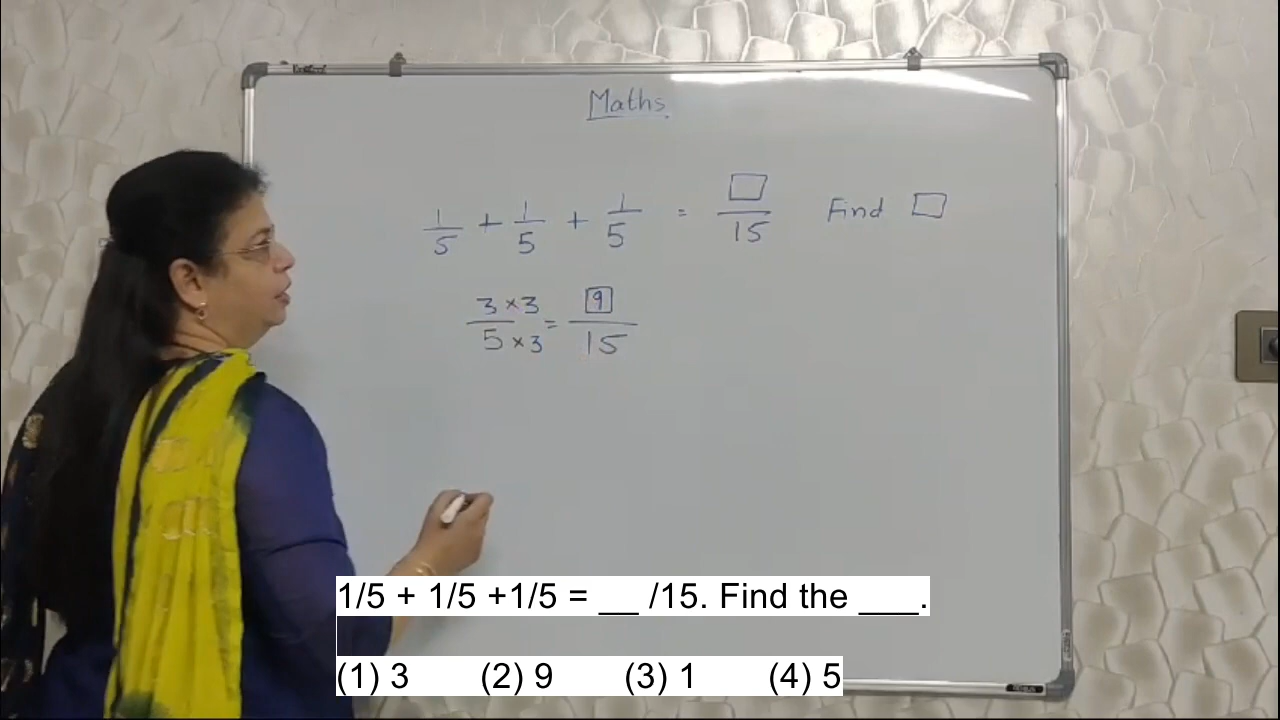 Maths
1/5 + 1/5 + 1/5 = □/15 Find □
3×3/5×3 = 9/15
1/5 + 1/5 +1/5 = __ /15. Find the ___.
(1) 3 (2) 9 (3) 1 (4) 5